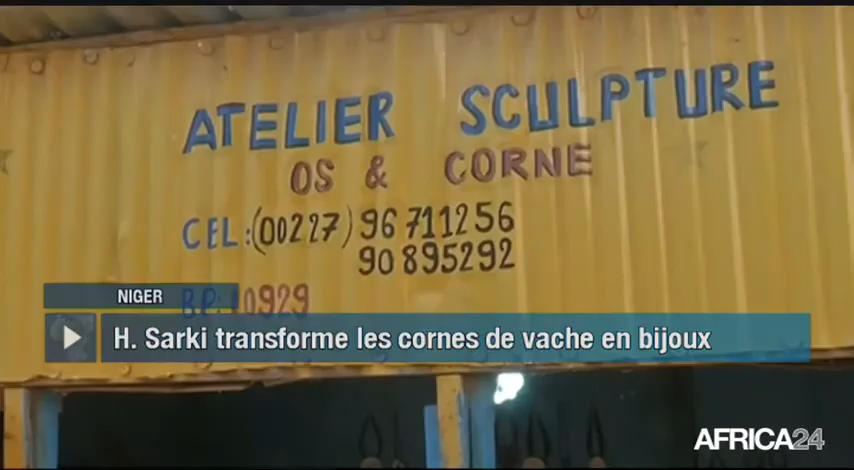 ATELIER SCULPTURE
OS & CORNE
CEL:(00227) 96 711256
90 895292
B.P: 10929
NIGER
H. Sarki transforme les cornes de vache en bijoux
AFRICA24